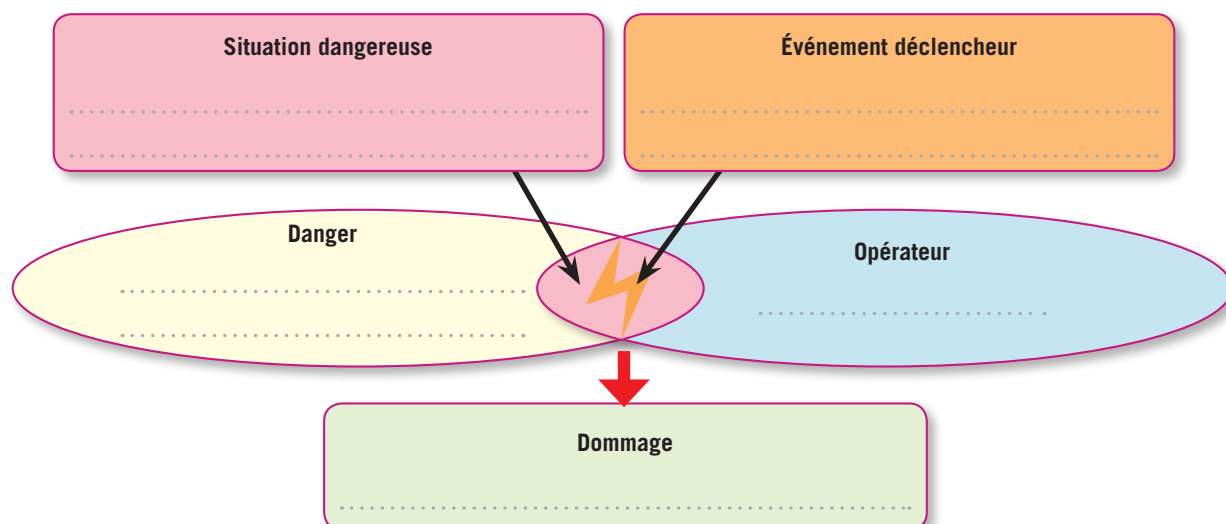 Situation dangereuse
Événement déclencheur
Danger
Opérateur
Dommage